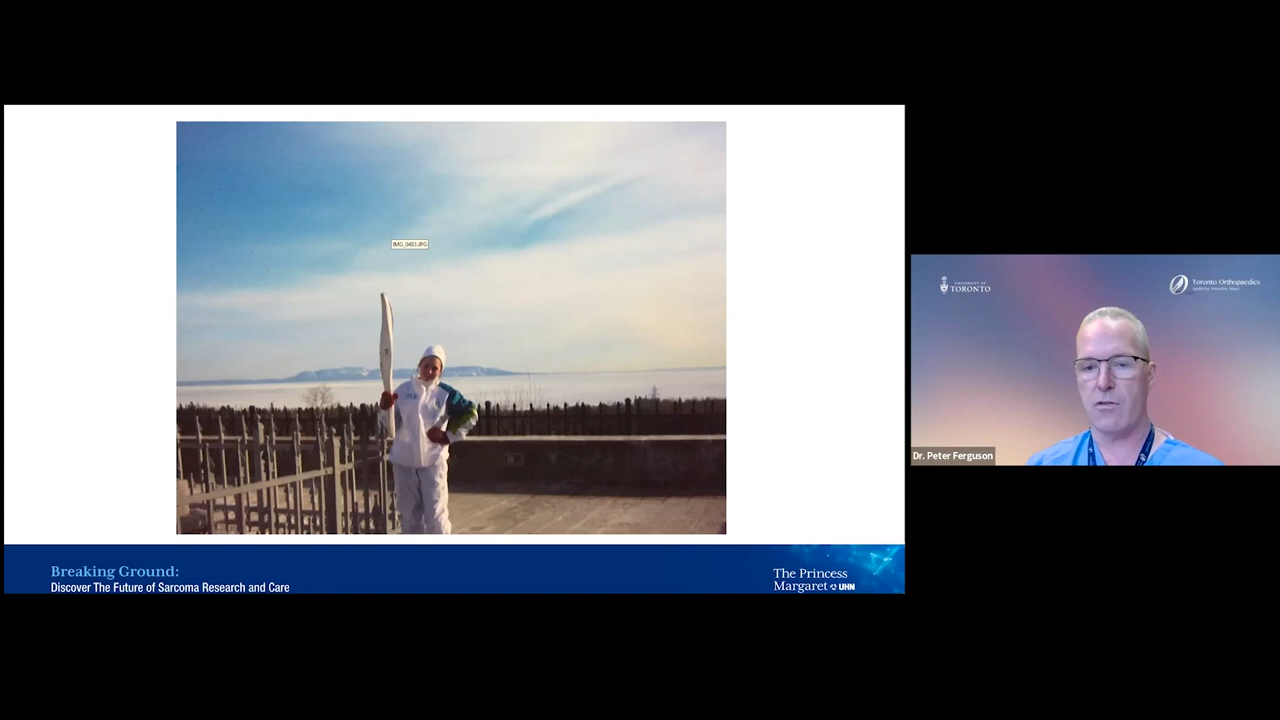 IMG_0483.JPG
UNIVERSITY OF
TORONTO
Toronto Orthopaedics
Dr. Peter Ferguson
Breaking Ground:
Discover The Future of Sarcoma Research and Care
The Princess
Margaret UHN